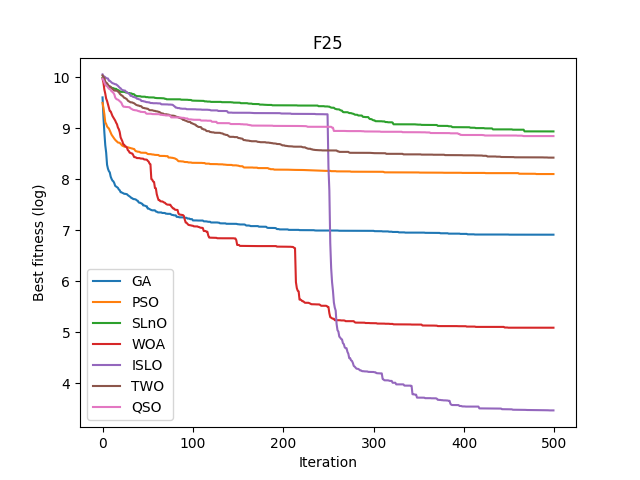 F25
Best fitness (log)
10
9
8
7
6
5
4
GA
PSO
SLnO
WOA
ISLO
TWO
QSO
0 100 200 300 400 500
Iteration